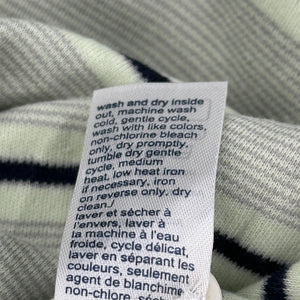 wash and dry inside
out, machine wash
cold, gentle cycle,
wash with like colors,
non-chlorine bleach
only, dry promptly,
tumble dry gentle
cycle, medium
heat, low heat iron
if necessary, iron
on reverse only, dry
clean./
laver et sécher à
l'envers, laver à
la machine à l'eau
froide, cycle délicat,
laver en séparant les
couleurs, seulement
agent de blanchime
non-chlore, séchez